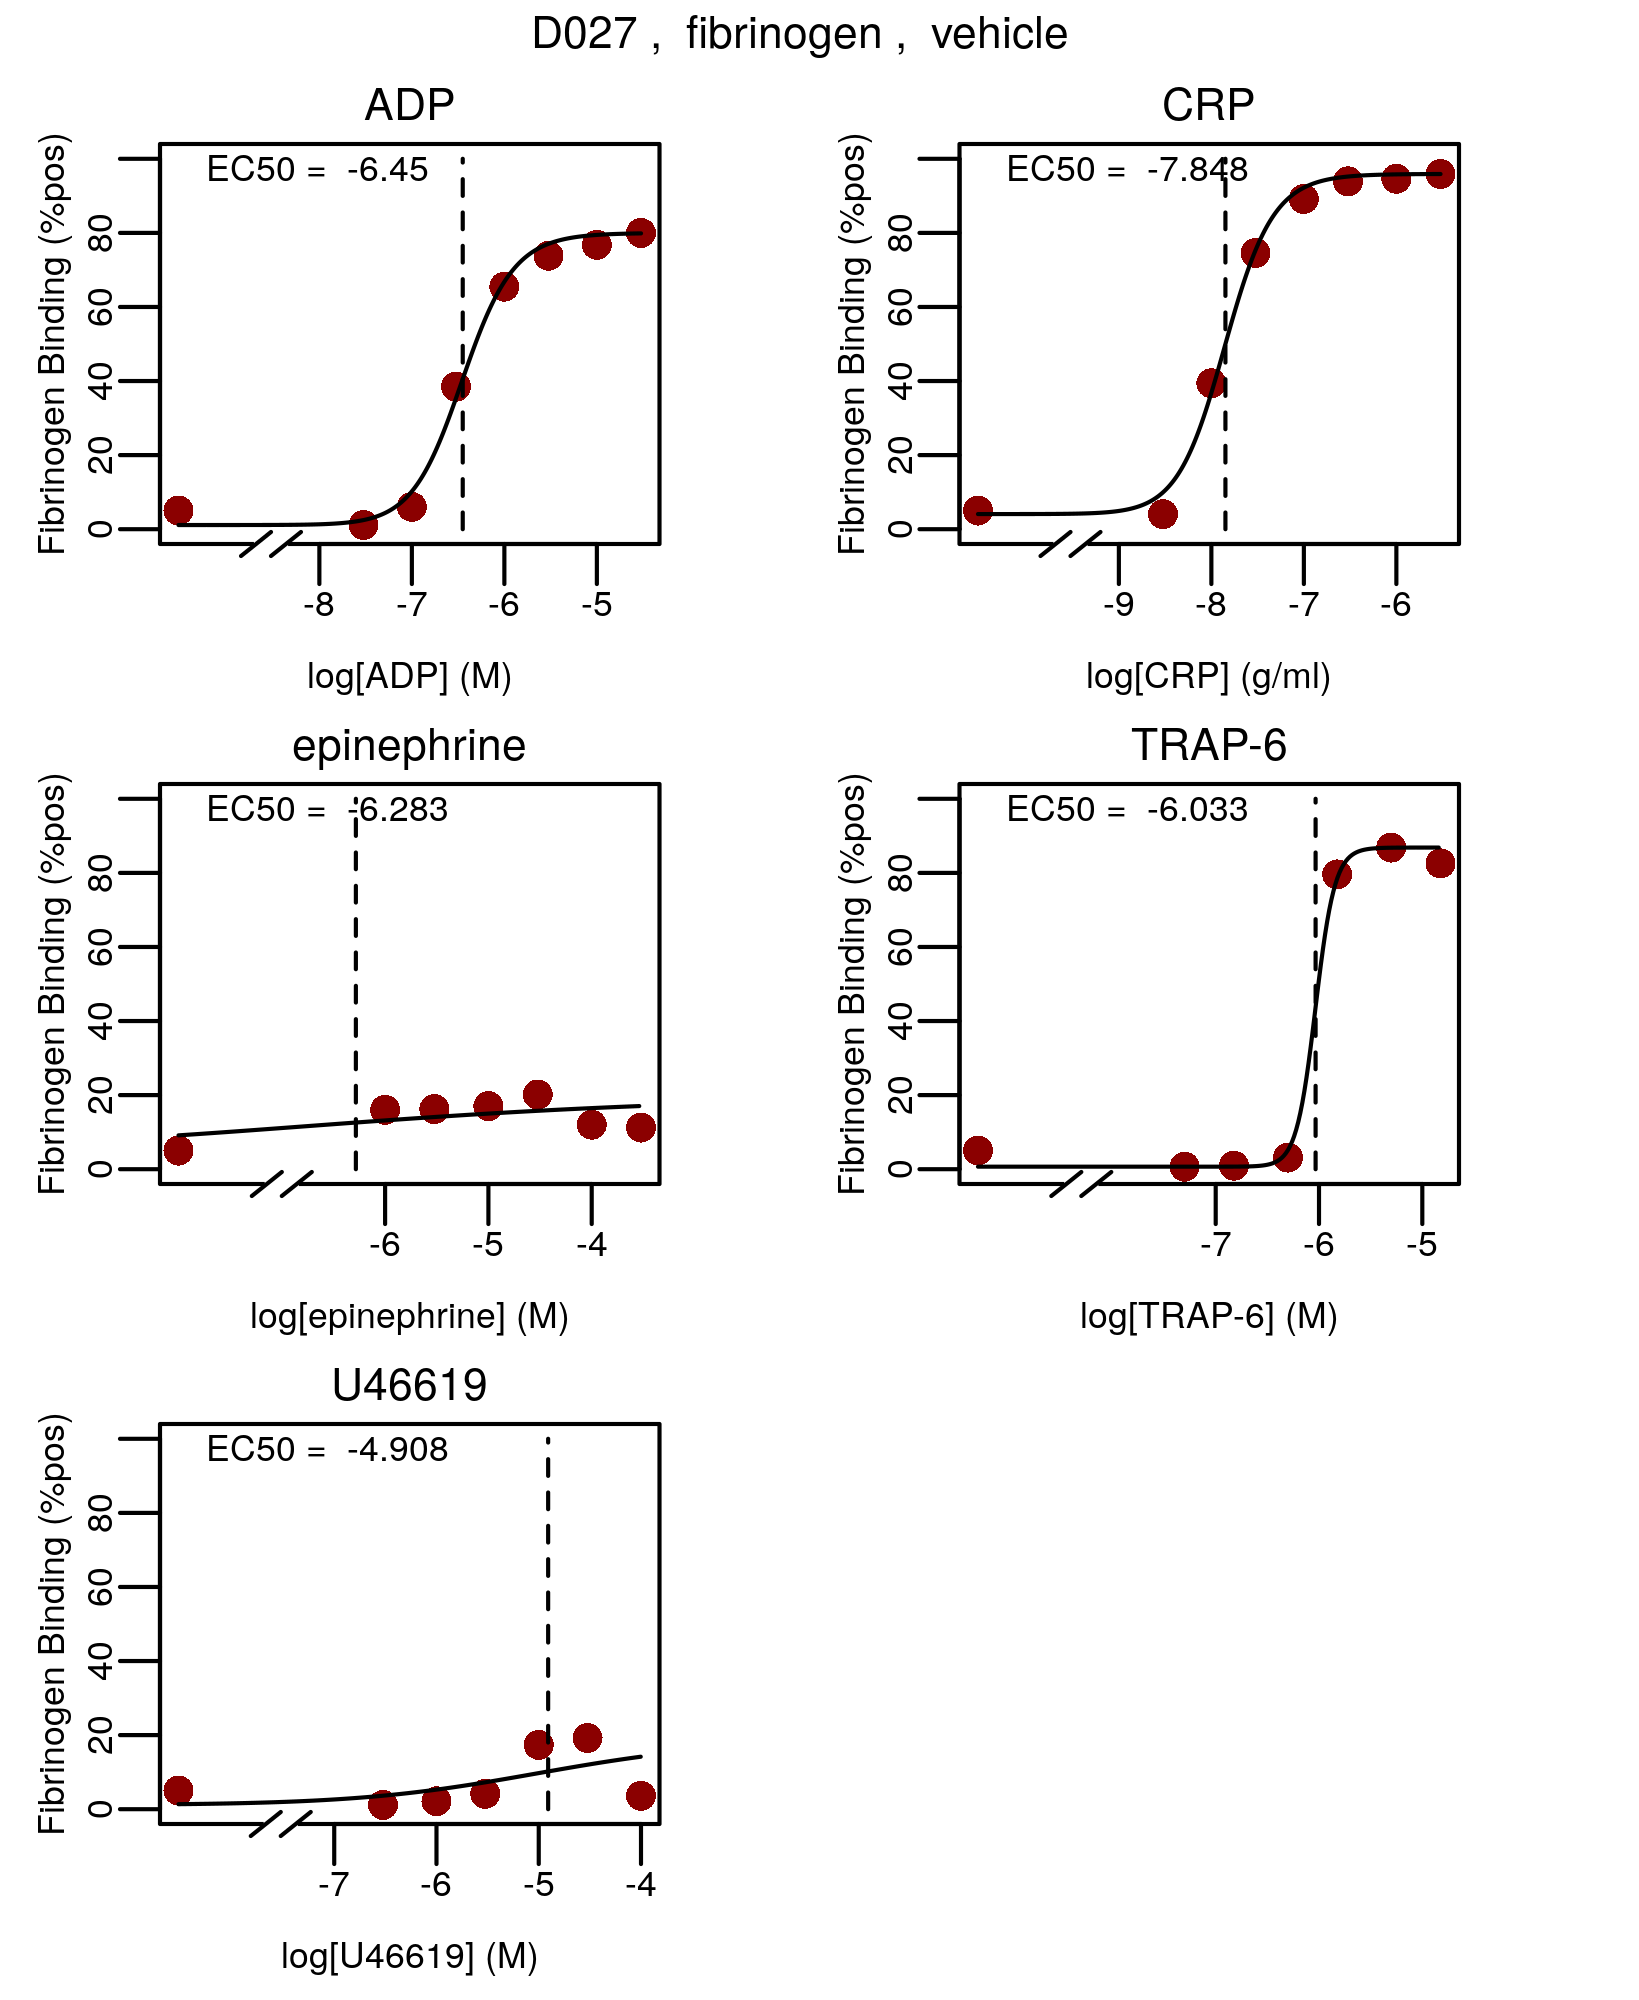 D027 ,  fibrinogen ,  vehicle
ADP
EC50 =  -6.45
Fibrinogen Binding (%pos)
0 20 40 60 80
-8 -7 -6 -5
log[ADP] (M)
CRP
EC50 =  -7.848
Fibrinogen Binding (%pos)
0 20 40 60 80
-9 -8 -7 -6
log[CRP] (g/ml)
epinephrine
EC50 =  -6.283
Fibrinogen Binding (%pos)
0 20 40 60 80
-6 -5 -4
log[epinephrine] (M)
TRAP-6
EC50 =  -6.033
Fibrinogen Binding (%pos)
0 20 40 60 80
-7 -6 -5
log[TRAP-6] (M)
U46619
EC50 =  -4.908
Fibrinogen Binding (%pos)
0 20 40 60 80
-7 -6 -5 -4
log[U46619] (M)